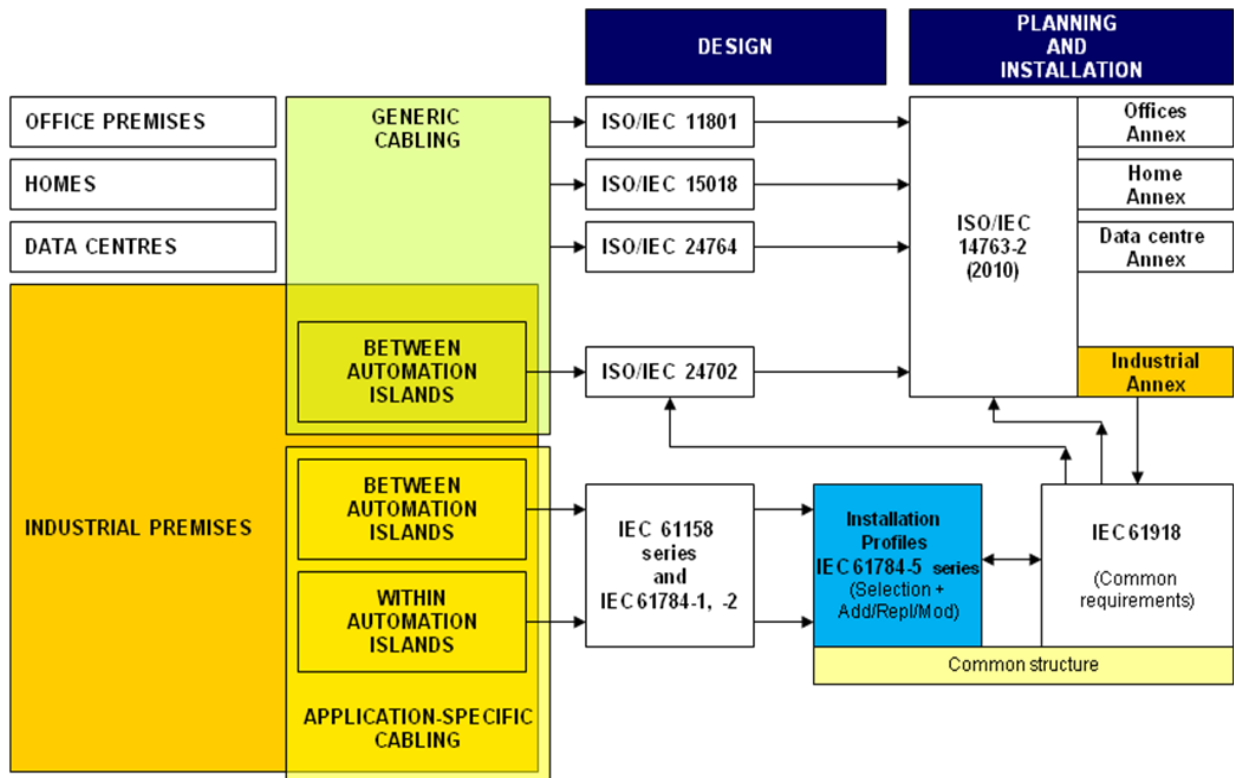 DESIGN
PLANNING
AND
INSTALLATION
OFFICE PREMISES
GENERIC
CABLING
ISO/IEC 11801
Offices
Annex
HOMES
ISO/IEC 15018
Home
Annex
DATA CENTRES
ISO/IEC 24764
ISO/IEC
14763-2
(2010)
Data centre
Annex
BETWEEN
AUTOMATION
ISLANDS
ISO/IEC 24702
Industrial
Annex
INDUSTRIAL PREMISES
BETWEEN
AUTOMATION
ISLANDS
WITHIN
AUTOMATION
ISLANDS
APPLICATION-SPECIFIC
CABLING
IEC 61158
series
and
IEC 61784-1, -2
Installation
Profiles
IEC 61784-5 series
(Selection +
Add/Repl/Mod)
IEC 61918
(Common
requirements)
Common structure